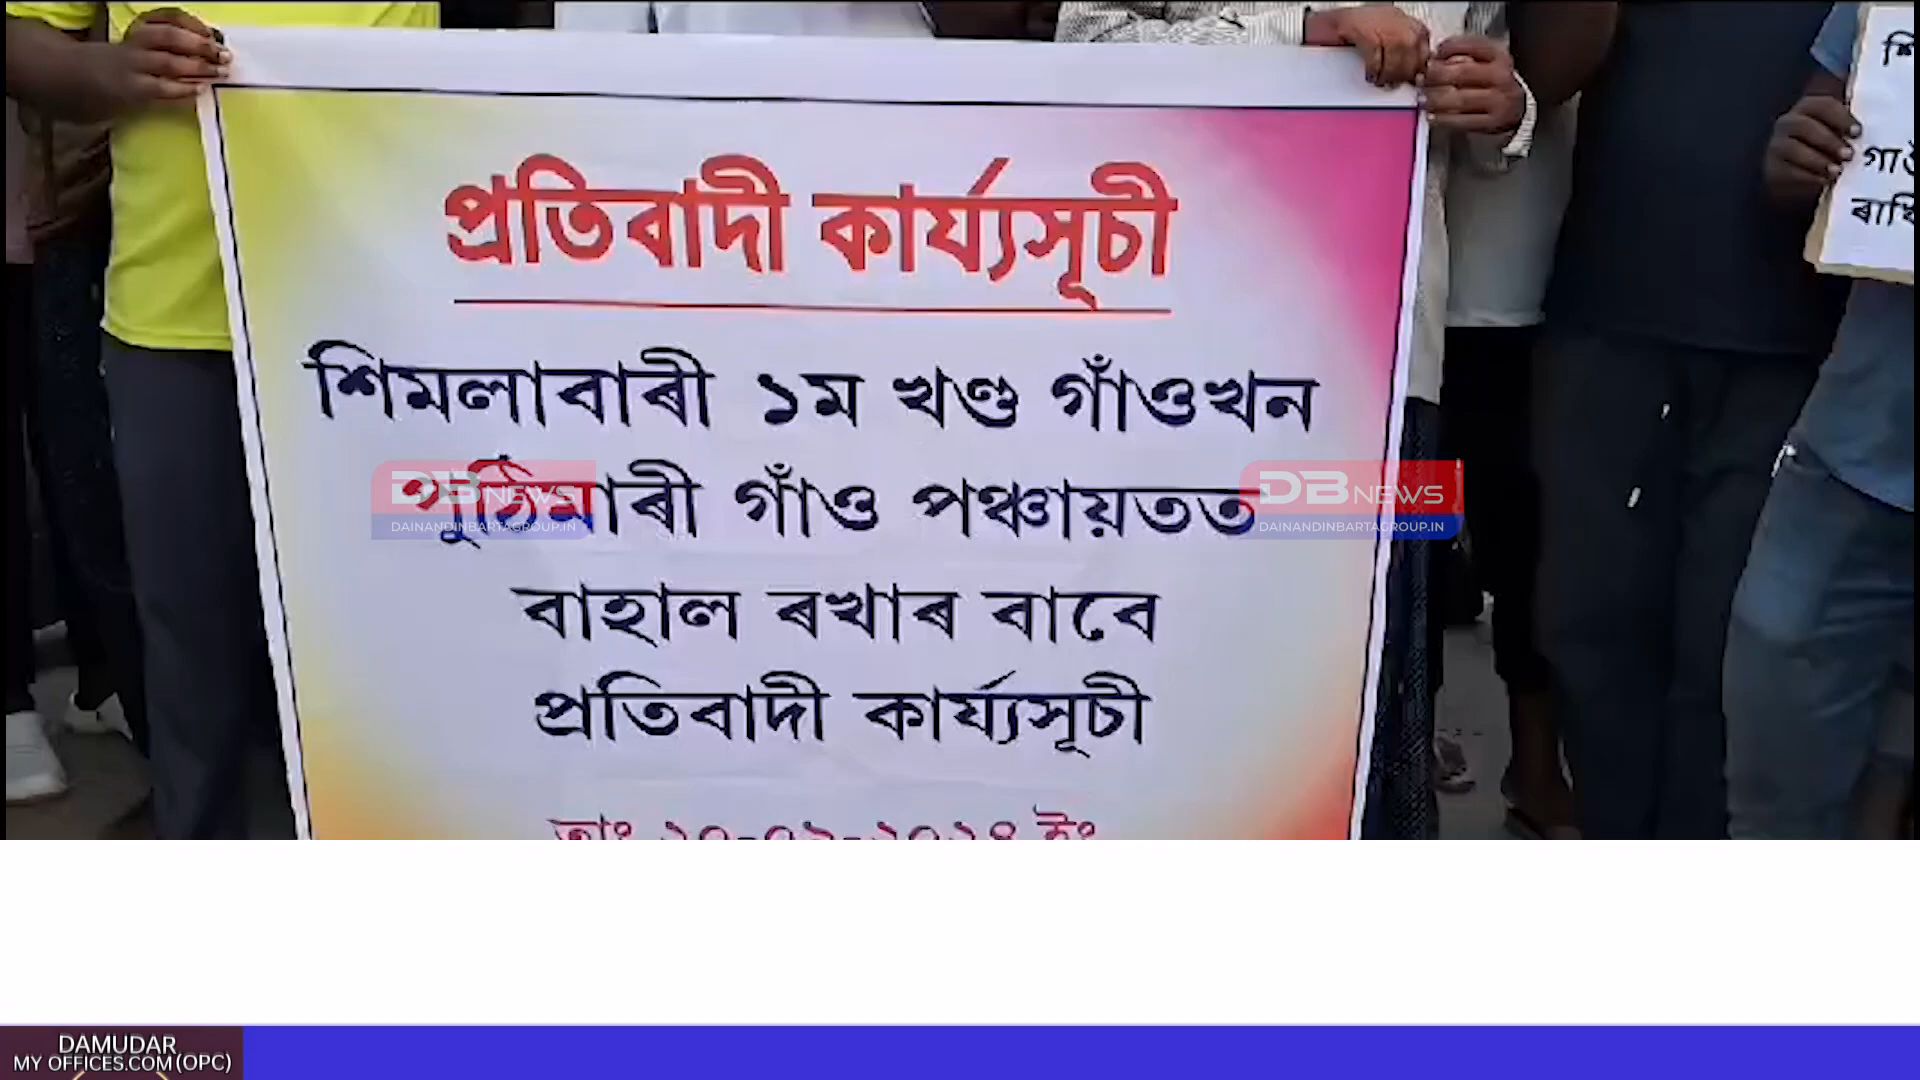 প্ৰতিবাদী কাৰ্য্যসূচী
শিমলাবাৰী ১ম খণ্ড গাঁওখন
পুঠিমাৰী গাঁও পঞ্চায়তত
বাহাল ৰখাৰ বাবে
প্ৰতিবাদী কাৰ্য্যসূচী
তাং
ইং
DB NEWS
DAINANDINBARTAGROUP.IN
DB NEWS
DAINANDINBARTAGROUP.IN
DAMUDAR
MY OFFICES.COM (OPC)